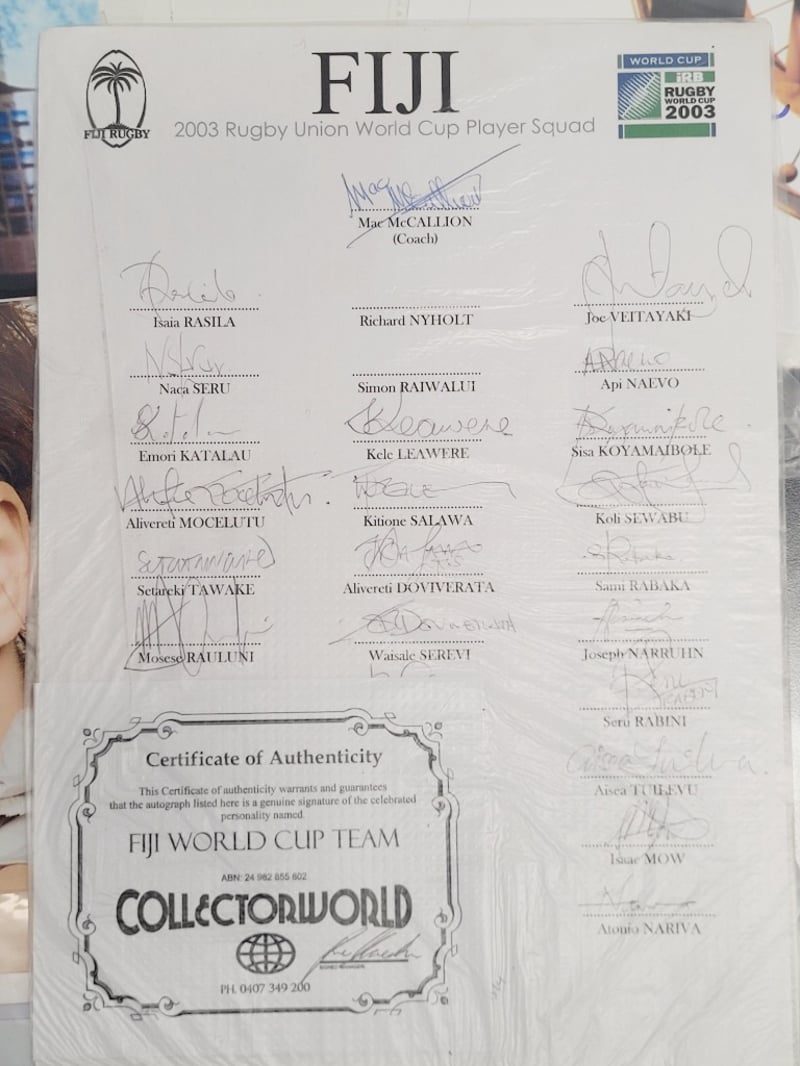 FIJI
2003 Rugby Union World Cup Player Squad
FIJI RUGBY
WORLD CUP
iRB
RUGBY
WORLD CUP
2003
Mac McCALLION
(Coach)
Isaia RASILA
Richard NYHOLT
Joe VEITAYAKI
Naca SERU
Simon RAIWALUI
Api NAEVO
Emori KATALAU
Kele LEAWERE
Sisa KOYAMAIBOLE
Alivereti MOCELUTU
Kitione SALAWA
Koli SEWABU
Setareki TAWAKE
Alivereti DOVIVERATA
Sami RABAKA
Mosese RAULUNI
Waisale SEREVI
Joseph NARRUHN
Seru RABINI
Aisea TUILEVU
Isaac MOW
Atonio NARIVA
Certificate of Authenticity
This Certificate of authenticity warrants and guarantees
that the autograph listed here is a genuine signature of the celebrated
personality named.
FIJI WORLD CUP TEAM
ABN: 24 982 855 602
COLLECTORWORLD
PH. 0407 349 200